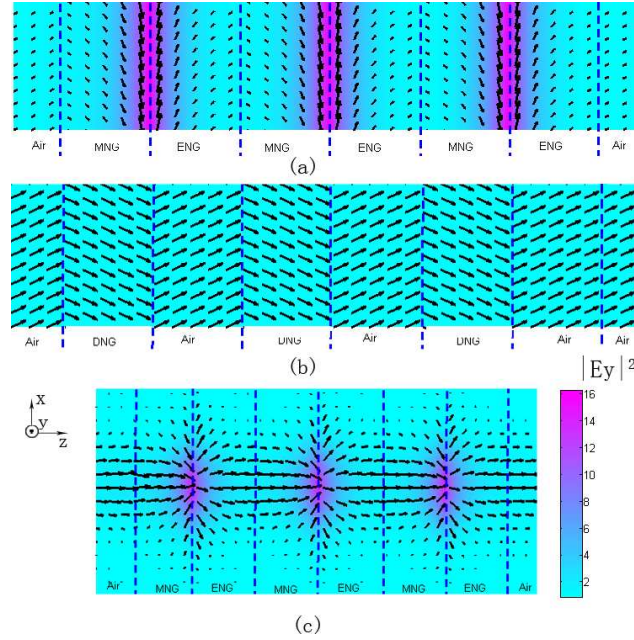 Air MNG ENG MNG ENG MNG ENG Air
(a)
Air DNG Air DNG Air DNG Air Air
(b)
|Ey|²
x
y
z
16
14
12
10
8
6
4
2
Air MNG ENG MNG ENG MNG ENG Air
(c)